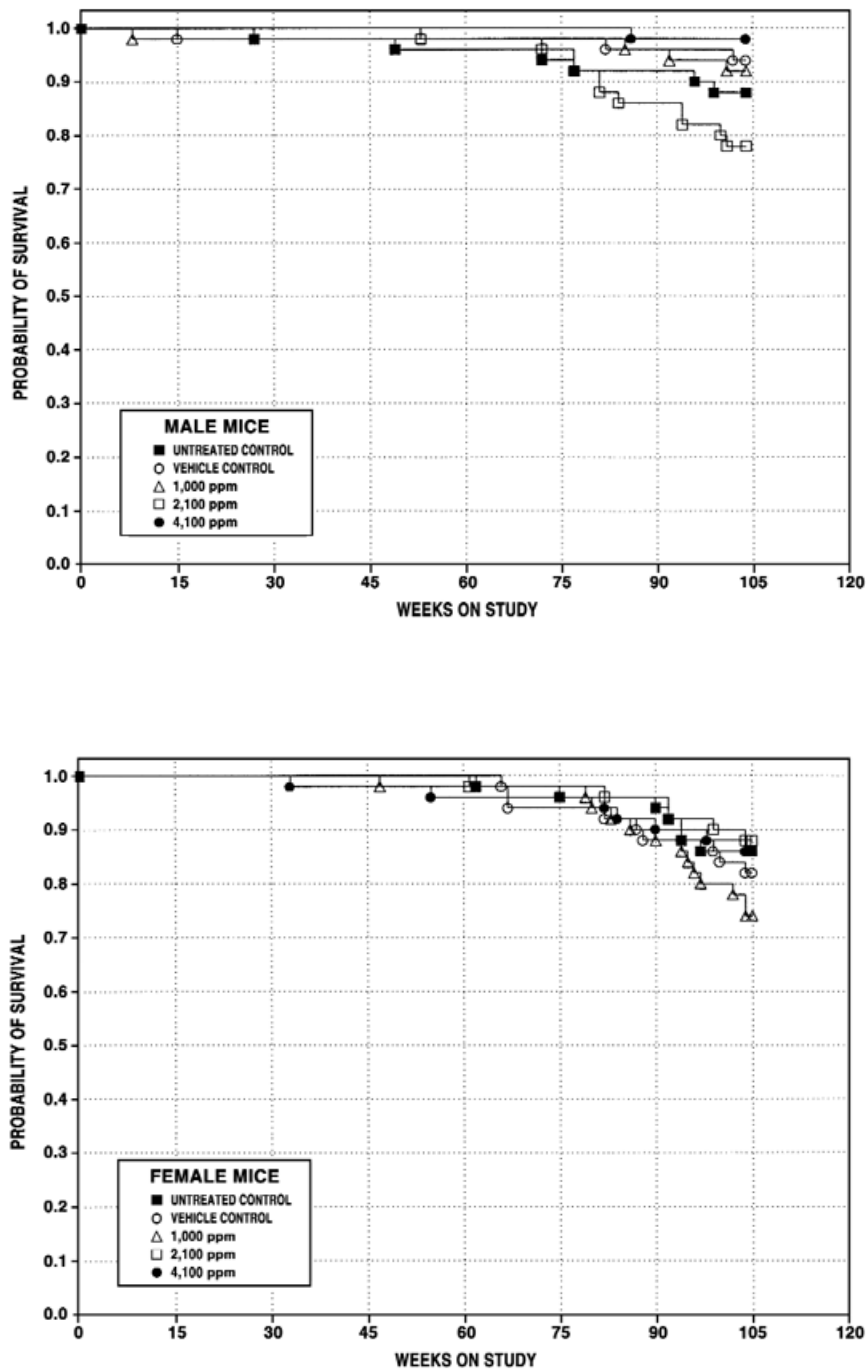 1.0
0.9
0.8
0.7
0.6
0.5
0.4
0.3
0.2
0.1
0.0
PROBABILITY OF SURVIVAL
MALE MICE
UNTREATED CONTROL
VEHICLE CONTROL
1,000 ppm
2,100 ppm
4,100 ppm
0 15 30 45 60 75 90 105 120
WEEKS ON STUDY
1.0
0.9
0.8
0.7
0.6
0.5
0.4
0.3
0.2
0.1
0.0
PROBABILITY OF SURVIVAL
FEMALE MICE
UNTREATED CONTROL
VEHICLE CONTROL
1,000 ppm
2,100 ppm
4,100 ppm
0 15 30 45 60 75 90 105 120
WEEKS ON STUDY